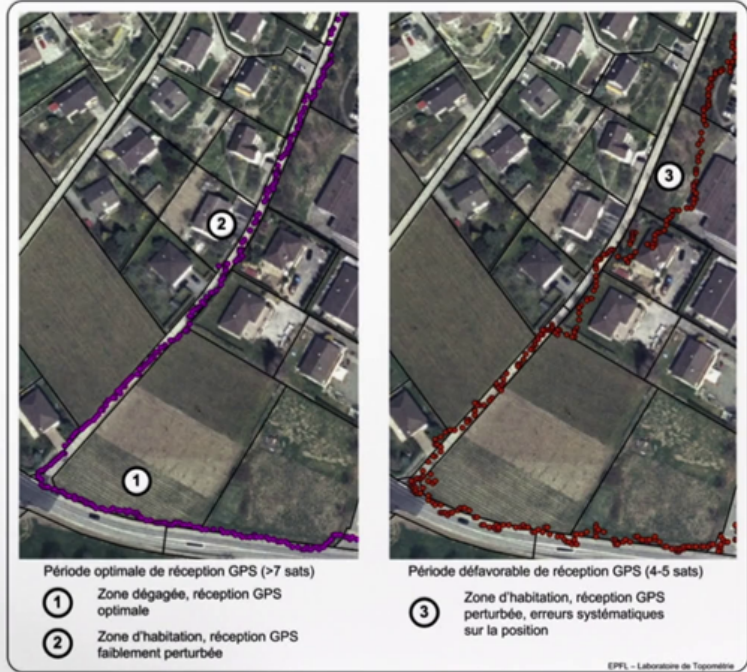 2
3
1
Période optimale de réception GPS (>7 sats)
1 Zone dégagée, réception GPS
optimale
2 Zone d'habitation, réception GPS
faiblement perturbée
Période défavorable de réception GPS (4-5 sats)
3 Zone d'habitation, réception GPS
perturbée, erreurs systématiques
sur la position
EPFL – Laboratoire de Topométrie